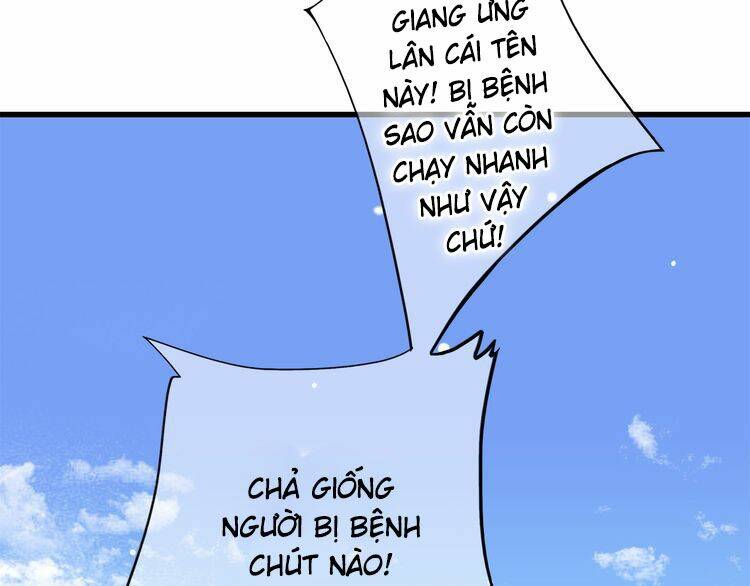 GIANG ƯNG
LÂN CÁI TÊN
NÀY! BỊ BỆNH
SAO VẪN CÒN
CHẠY NHANH
NHƯ VẬY
CHỨ!
CHẢ GIỐNG
NGƯỜI BỊ BỆNH
CHÚT NÀO!